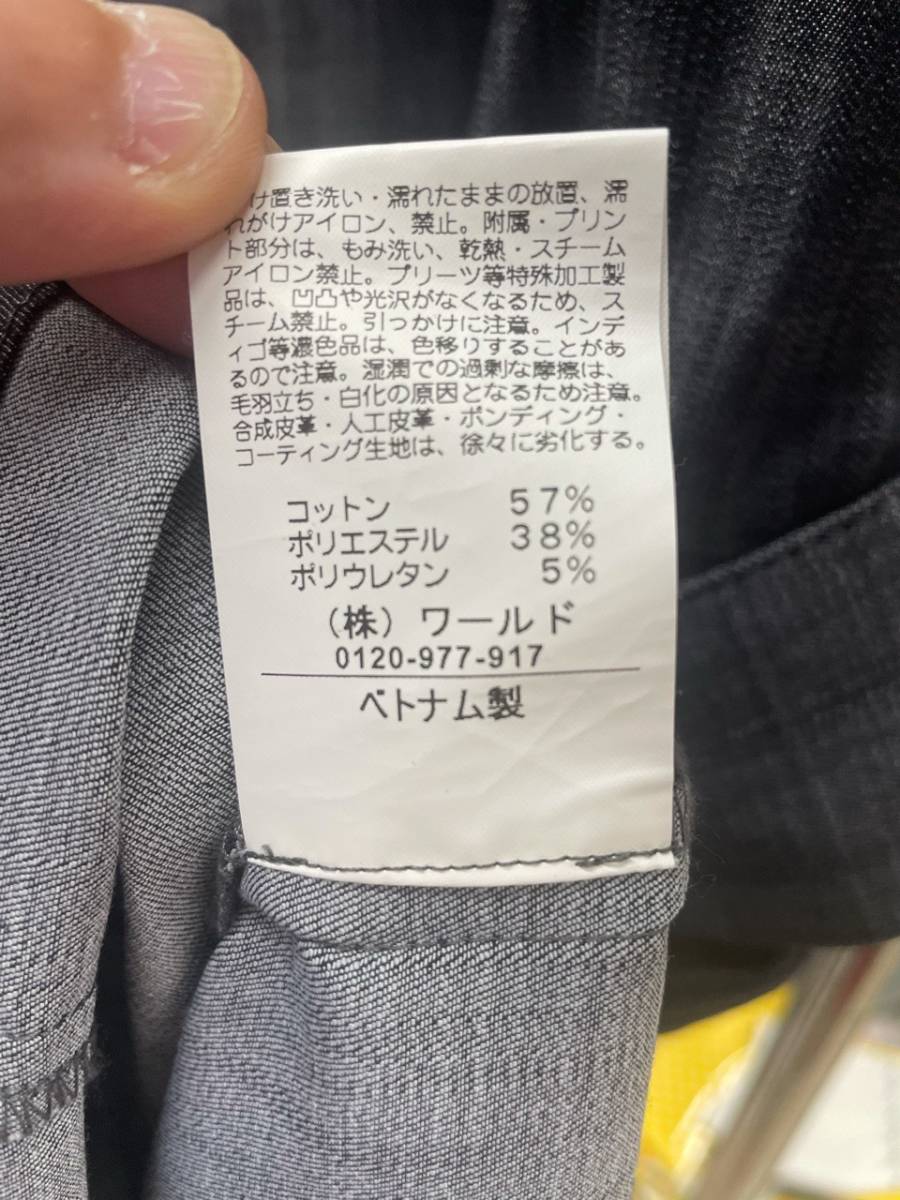 け置き洗い・濡れたままの放置、濡
れがけアイロン、禁止。附属・プリン
ト部分は、もみ洗い、乾熱・スチーム
アイロン禁止。プリーツ等特殊加工製
品は、凹凸や光沢がなくなるため、ス
チーム禁止。引っかけに注意。インデ
ィゴ等濃色品は、色移りすることがあ
るので注意。湿潤での過剰な摩擦は、
毛羽立ち・白化の原因となるため注意。
合成皮革・人工皮革・ボンディング・
コーティング生地は、徐々に劣化する。
コットン 57%
ポリエステル 38%
ポリウレタン 5%
（株）ワールド
0120-977-917
ベトナム製